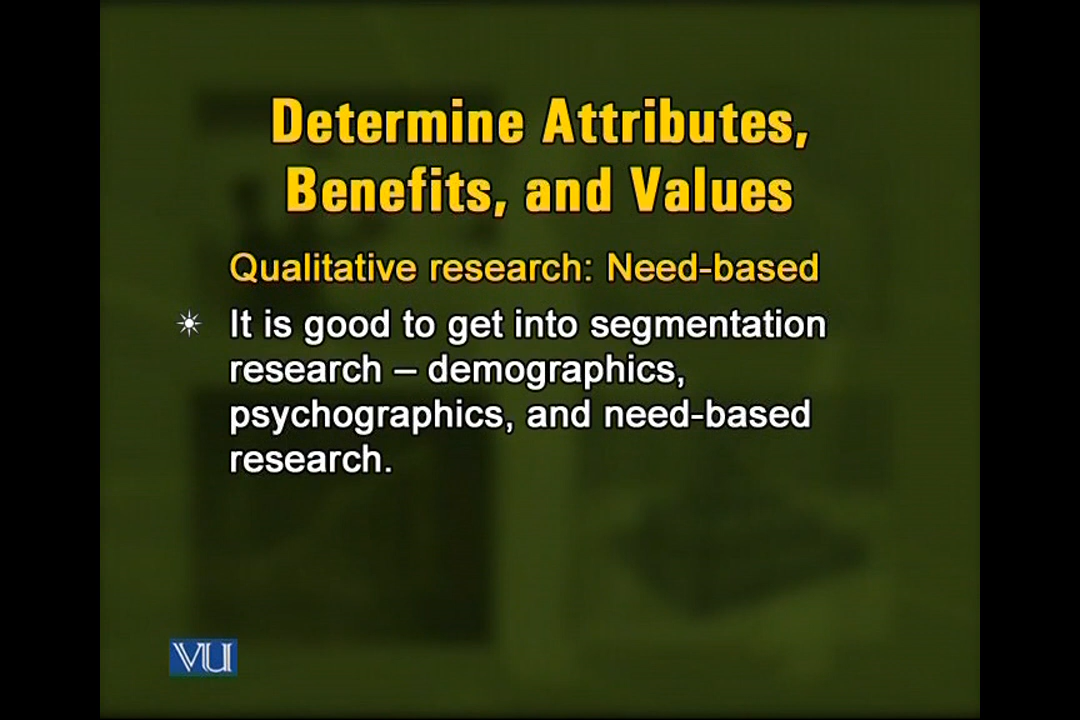 Determine Attributes,
Benefits, and Values
Qualitative research: Need-based
It is good to get into segmentation
research – demographics,
psychographics, and need-based
research.
VU